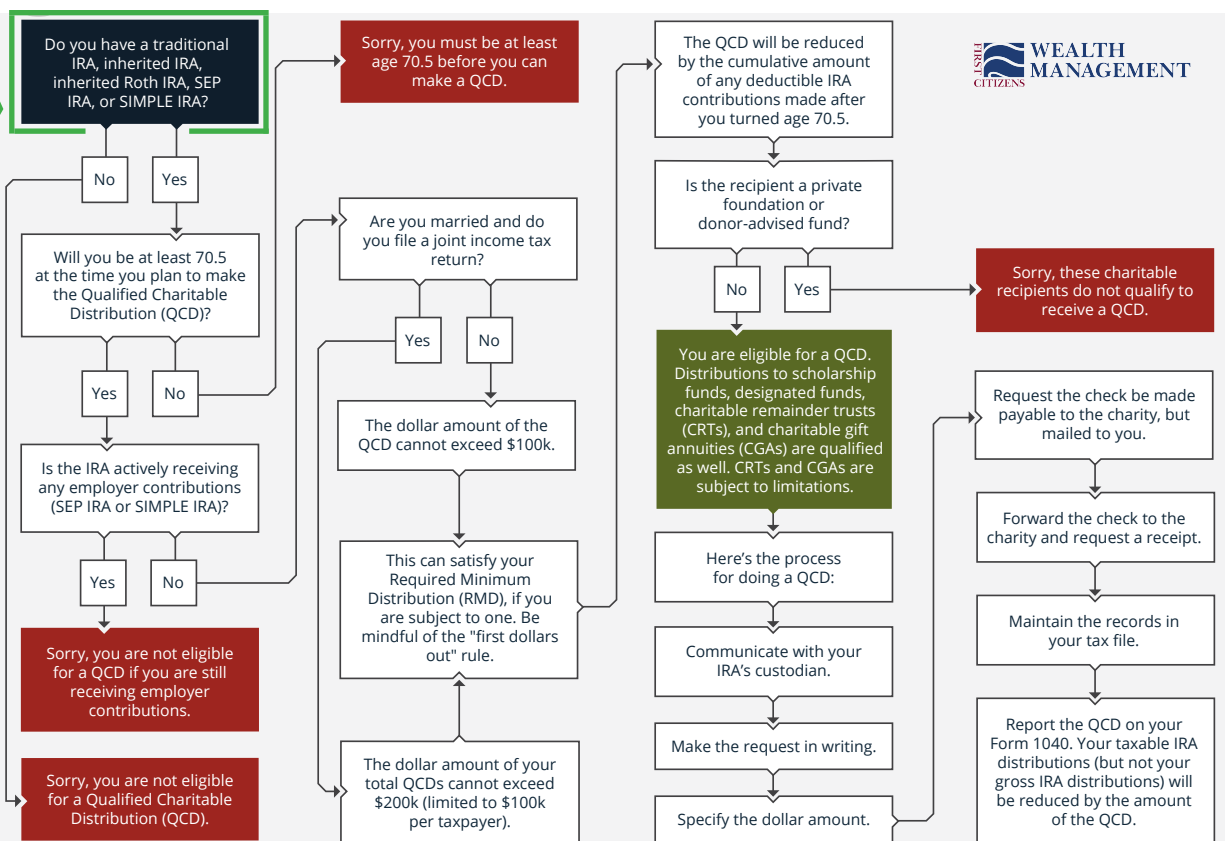 Do you have a traditional
IRA, inherited IRA,
inherited Roth IRA, SEP
IRA, or SIMPLE IRA?
No
Yes
Will you be at least 70.5
at the time you plan to make
the Qualified Charitable
Distribution (QCD)?
Yes
No
Is the IRA actively receiving
any employer contributions
(SEP IRA or SIMPLE IRA)?
Yes
No
Sorry, you are not eligible
for a QCD if you are still
receiving employer
contributions.
Sorry, you are not eligible
for a Qualified Charitable
Distribution (QCD).
Sorry, you must be at least
age 70.5 before you can
make a QCD.
Are you married and do
you file a joint income tax
return?
Yes
No
The dollar amount of the
QCD cannot exceed $100k.
This can satisfy your
Required Minimum
Distribution (RMD), if you
are subject to one. Be
mindful of the "first dollars
out" rule.
The dollar amount of your
total QCDs cannot exceed
$200k (limited to $100k
per taxpayer).
The QCD will be reduced
by the cumulative amount
of any deductible IRA
contributions made after
you turned age 70.5.
Is the recipient a private
foundation or
donor-advised fund?
No
Yes
You are eligible for a QCD.
Distributions to scholarship
funds, designated funds,
charitable remainder trusts
(CRTs), and charitable gift
annuities (CGAs) are qualified
as well. CRTs and CGAs are
subject to limitations.
Here’s the process
for doing a QCD:
Communicate with your
IRA’s custodian.
Make the request in writing.
Specify the dollar amount.
FIRST
CITIZENS
WEALTH
MANAGEMENT
Sorry, these charitable
recipients do not qualify to
receive a QCD.
Request the check be made
payable to the charity, but
mailed to you.
Forward the check to the
charity and request a receipt.
Maintain the records in
your tax file.
Report the QCD on your
Form 1040. Your taxable IRA
distributions (but not your
gross IRA distributions) will
be reduced by the amount
of the QCD.